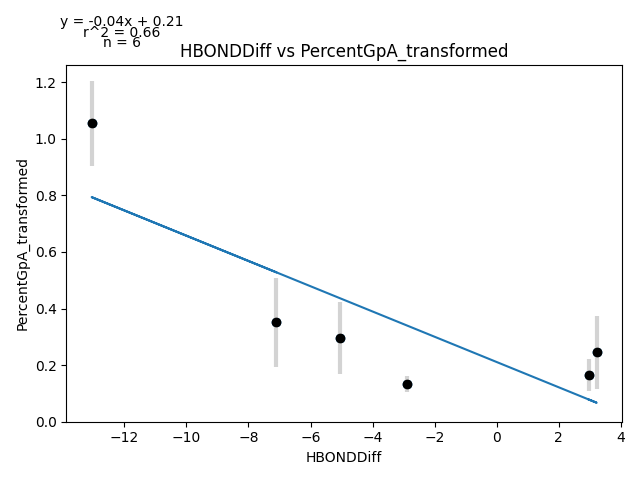 y = -0.04x + 0.21
r^2 = 0.66
n = 6
HBONDDiff vs PercentGpA_transformed
PercentGpA_transformed
1.2
1.0
0.8
0.6
0.4
0.2
0.0
−12
−10
−8
−6
−4
−2
0
2
4
HBONDDiff